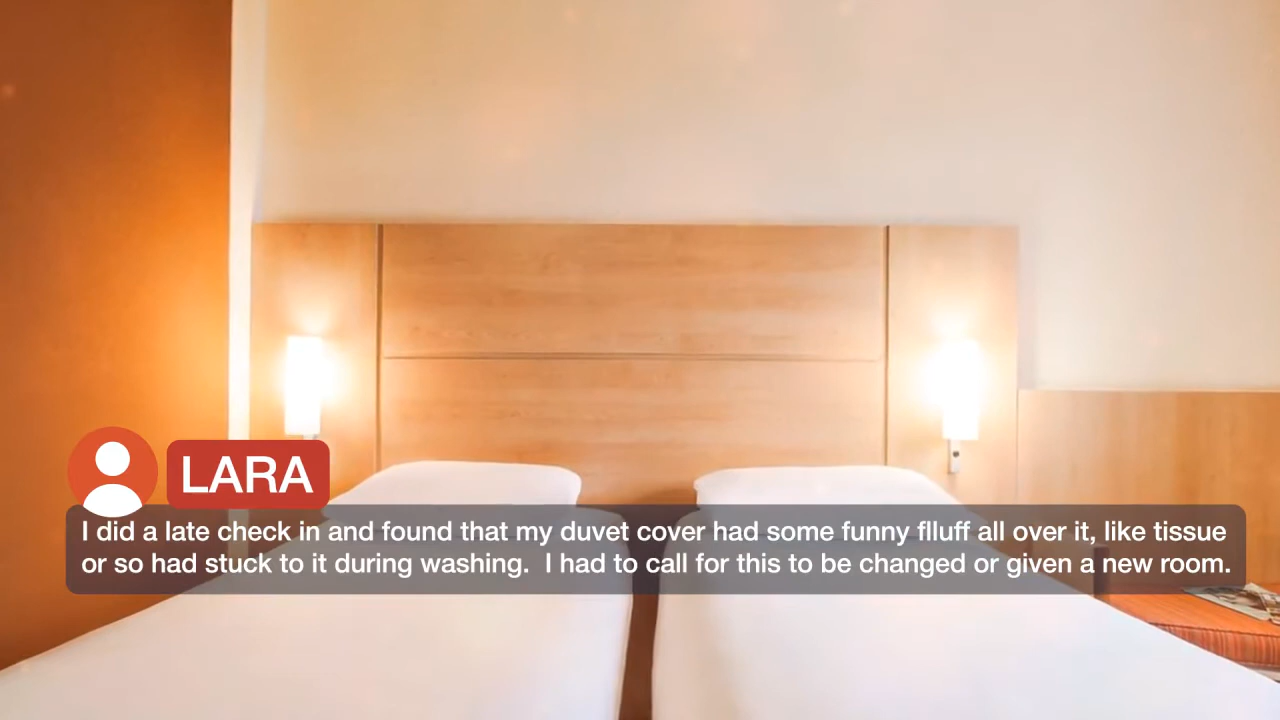 LARA
I did a late check in and found that my duvet cover had some funny flluff all over it, like tissue
or so had stuck to it during washing.  I had to call for this to be changed or given a new room.